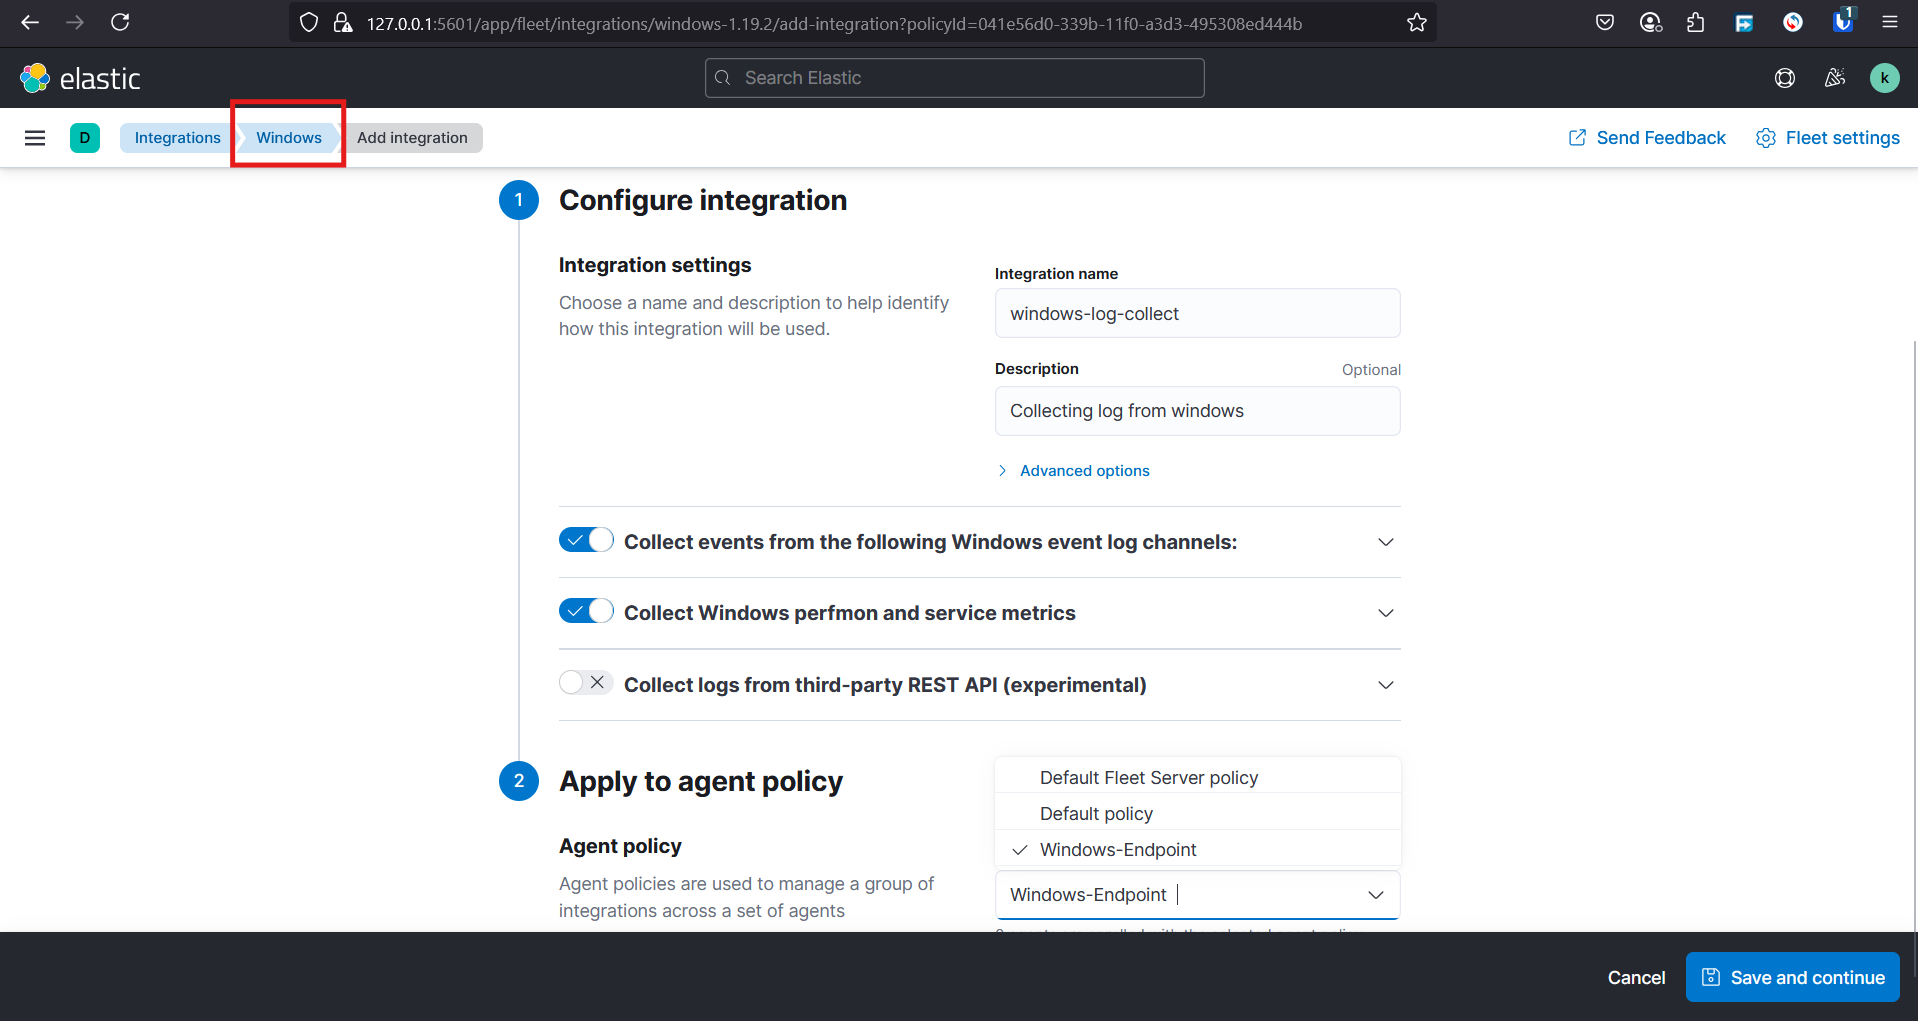 127.0.0.1:5601/app/fleet/integrations/windows-1.19.2/add-integration?policyId=041e56d0-339b-11f0-a3d3-495308ed444b
1
elastic
Search Elastic
k
D
Integrations
Windows
Add integration
Send Feedback
Fleet settings
1
Configure integration
Integration settings
Choose a name and description to help identify
how this integration will be used.
Integration name
windows-log-collect
Description
Optional
Collecting log from windows
Advanced options
Collect events from the following Windows event log channels:
Collect Windows perfmon and service metrics
Collect logs from third-party REST API (experimental)
2
Apply to agent policy
Default Fleet Server policy
Default policy
Windows-Endpoint
Agent policy
Agent policies are used to manage a group of
integrations across a set of agents
Windows-Endpoint
Cancel
Save and continue